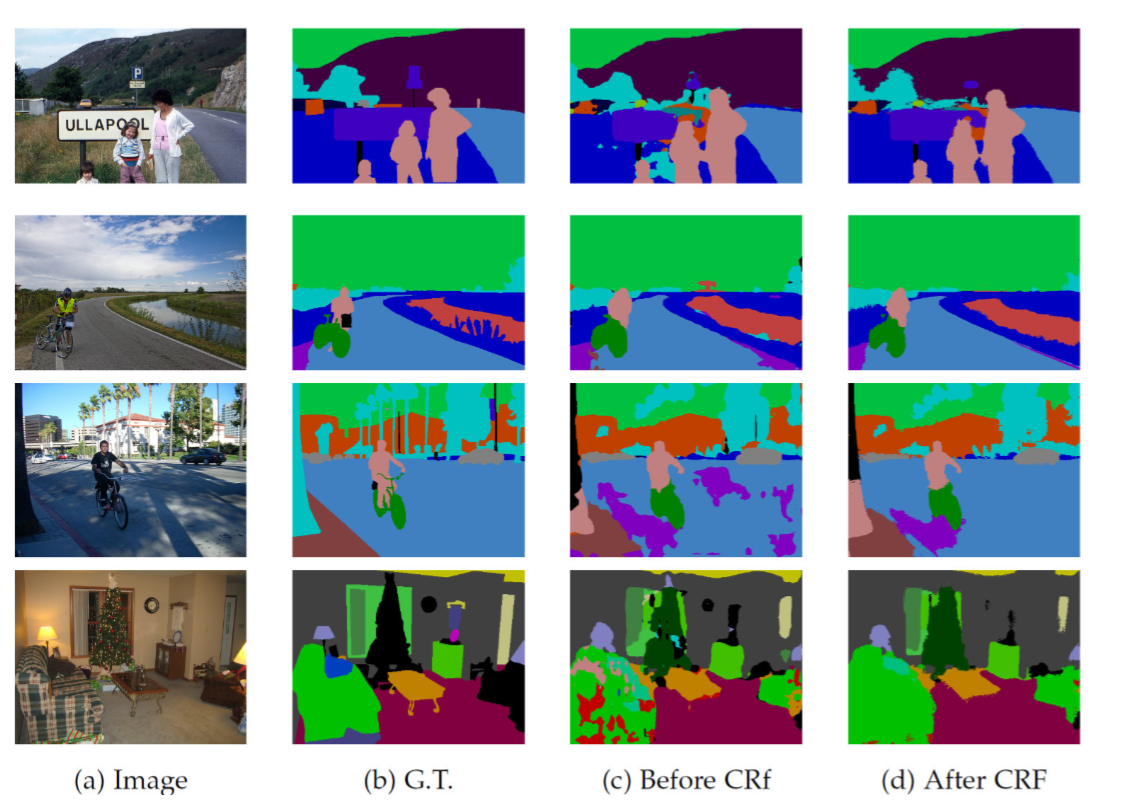 P
ULLAPOOL
(a) Image
(b) G.T.
(c) Before CRf
(d) After CRF